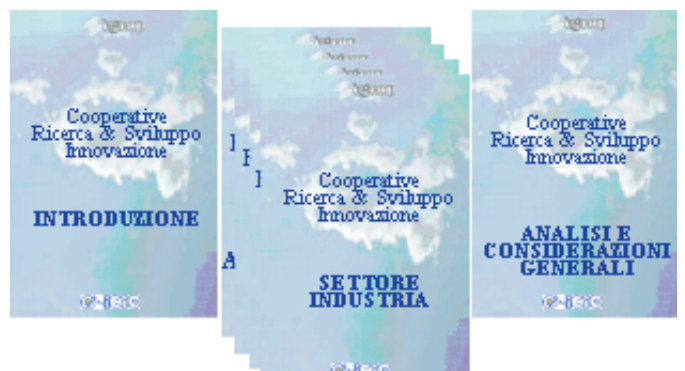 Cooperative
Ricerca & Sviluppo
Innovazione
INTRODUZIONE
Cooperative
Ricerca & Sviluppo
Innovazione
SETTORE
INDUSTRIA
Cooperative
Ricerca & Sviluppo
Innovazione
ANALISI E
CONSIDERAZIONI
GENERALI